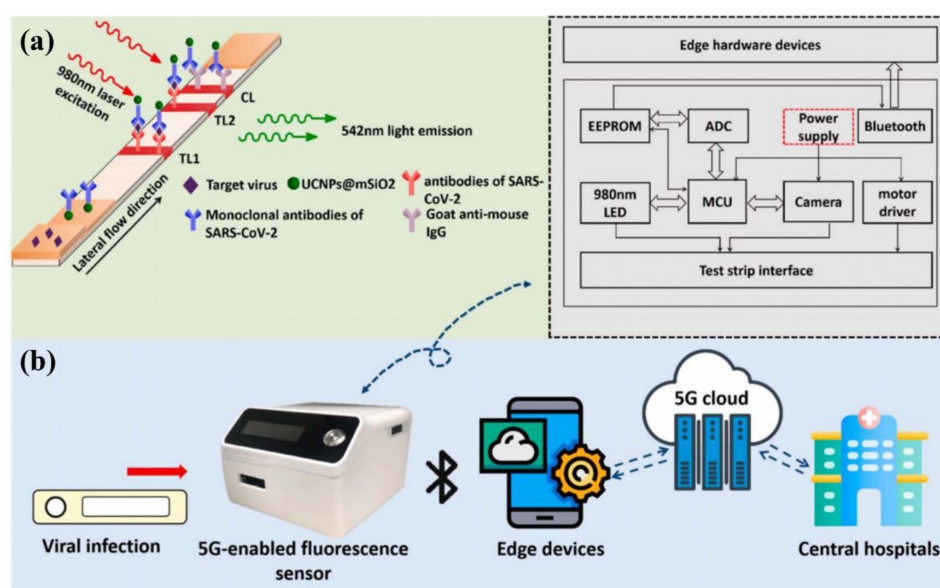 (a)
980nm laser
excitation
CL
TL2
TL1
542nm light emission
Target virus
UCNPs@mSiO2
antibodies of SARS-
CoV-2
Monoclonal antibodies of
SARS-CoV-2
Goat anti-mouse
IgG
Lateral flow direction
Edge hardware devices
EEPROM
ADC
Power
supply
Bluetooth
980nm
LED
MCU
Camera
motor
driver
Test strip interface
(b)
5G cloud
Viral infection
5G-enabled fluorescence
sensor
Edge devices
Central hospitals